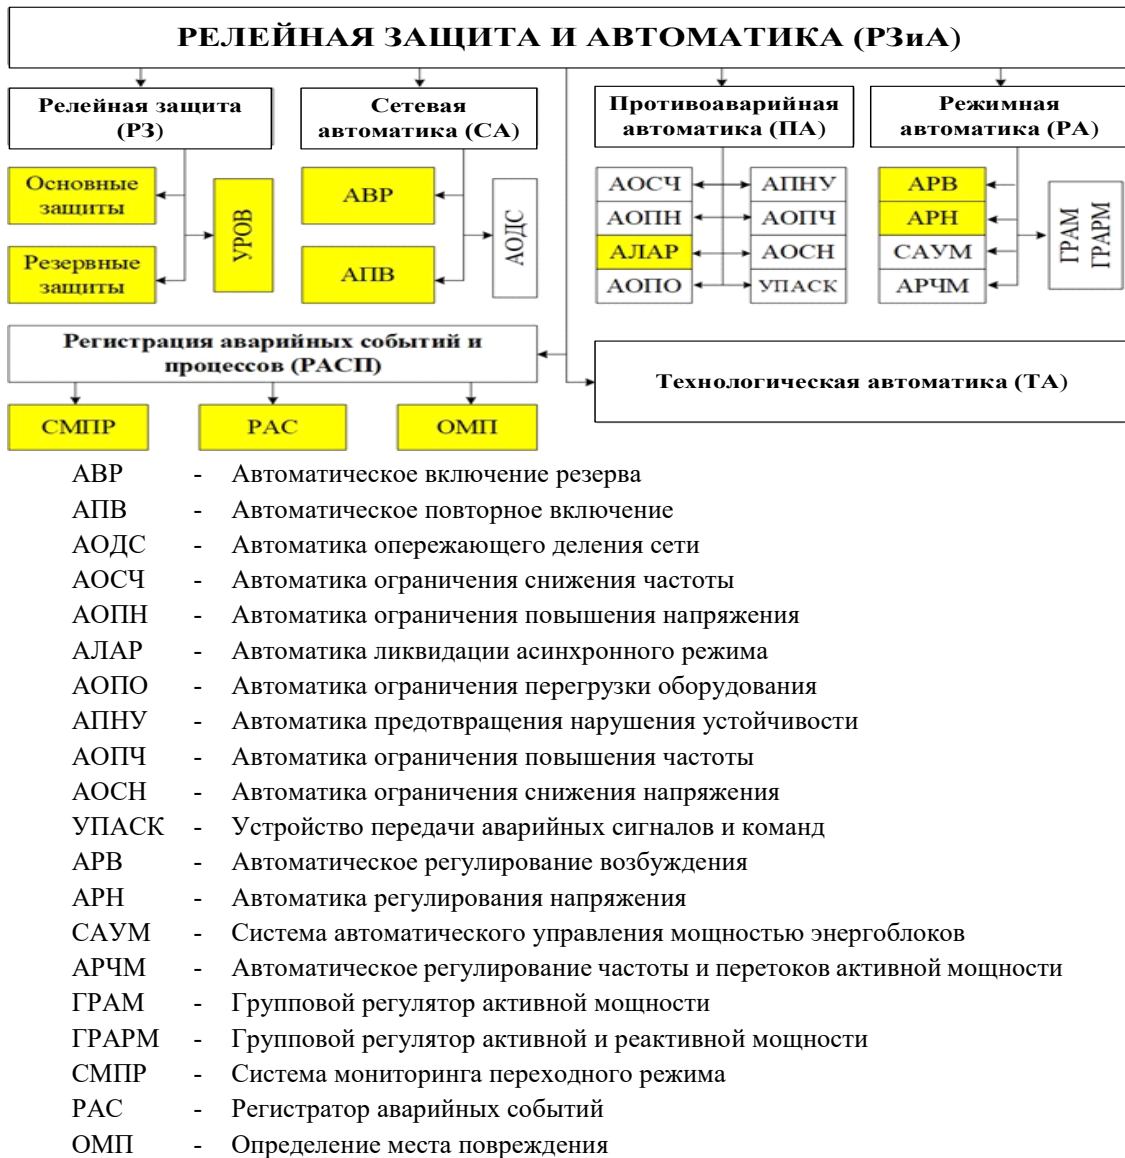 РЕЛЕЙНАЯ ЗАЩИТА И АВТОМАТИКА (РЗиА)
Релейная защита
(РЗ)
Сетевая
автоматика (СА)
Противоаварийная
автоматика (ПА)
Режимная
автоматика (РА)
Основные
защиты
Резервные
защиты
УРОВ
АВР
АПВ
АОДС
АОСЧ
АПНУ
АОПН
АОПЧ
АЛАР
АОСН
АОПО
УПАСК
АРВ
АРН
САУМ
АРЧМ
ГРАМ
ГРАРМ
Регистрация аварийных событий и
процессов (РАСП)
Технологическая автоматика (ТА)
СМПР
РАС
ОМП
АВР - Автоматическое включение резерва
АПВ - Автоматическое повторное включение
АОДС - Автоматика опережающего деления сети
АОСЧ - Автоматика ограничения снижения частоты
АОПН - Автоматика ограничения повышения напряжения
АЛАР - Автоматика ликвидации асинхронного режима
АОПО - Автоматика ограничения перегрузки оборудования
АПНУ - Автоматика предотвращения нарушения устойчивости
АОПЧ - Автоматика ограничения повышения частоты
АОСН - Автоматика ограничения снижения напряжения
УПАСК - Устройство передачи аварийных сигналов и команд
АРВ - Автоматическое регулирование возбуждения
АРН - Автоматика регулирования напряжения
САУМ - Система автоматического управления мощностью энергоблоков
АРЧМ - Автоматическое регулирование частоты и перетоков активной мощности
ГРАМ - Групповой регулятор активной мощности
ГРАРМ - Групповой регулятор активной и реактивной мощности
СМПР - Система мониторинга переходного режима
РАС - Регистратор аварийных событий
ОМП - Определение места повреждения